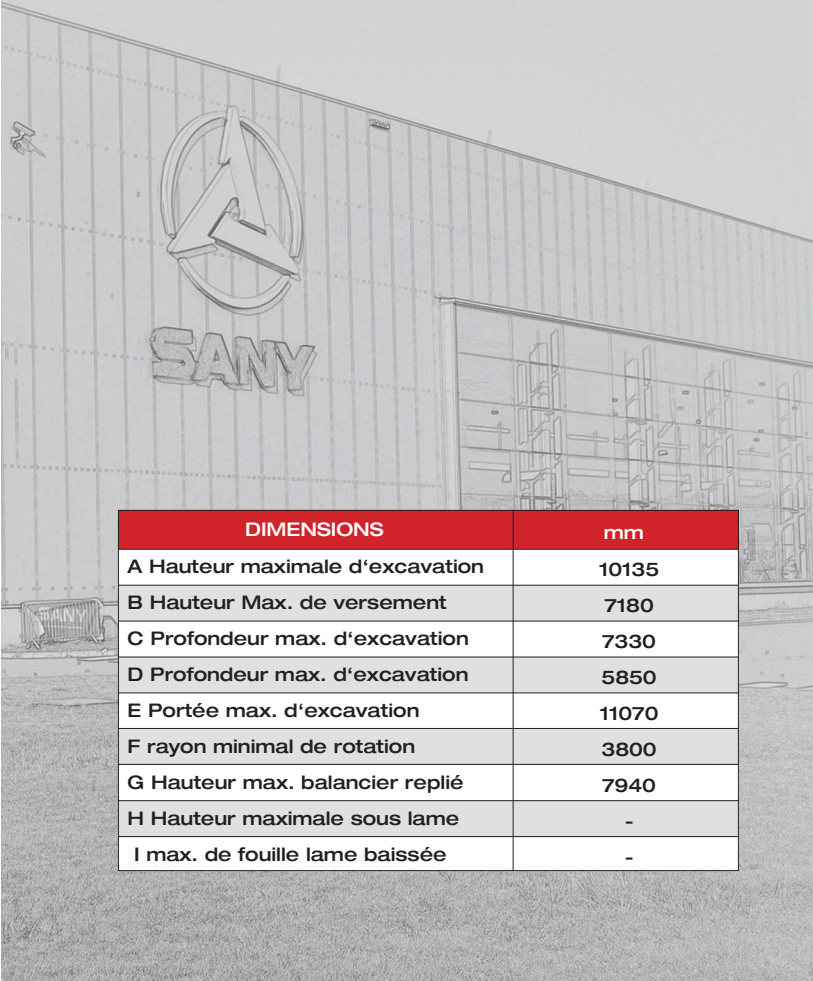 SANY
SANY
DIMENSIONS mm
A Hauteur maximale d‘excavation 10135
B Hauteur Max. de versement 7180
C Profondeur max. d‘excavation 7330
D Profondeur max. d‘excavation 5850
E Portée max. d‘excavation 11070
F rayon minimal de rotation 3800
G Hauteur max. balancier replié 7940
H Hauteur maximale sous lame -
I max. de fouille lame baissée -